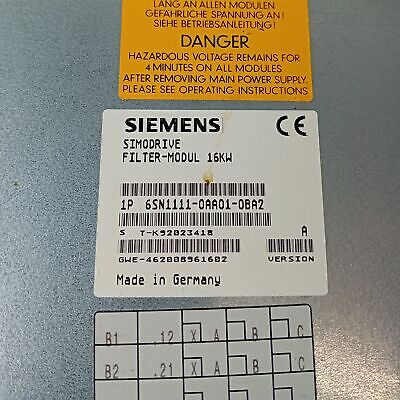 LANG AN ALLEN MODULEN
GEFÄHRLICHE SPANNUNG AN!
SIEHE BETRIEBSANLEITUNG!
DANGER
HAZARDOUS VOLTAGE REMAINS FOR
4 MINUTES ON ALL MODULES
AFTER REMOVING MAIN POWER SUPPLY.
PLEASE SEE OPERATING INSTRUCTIONS
SIEMENS CE
SIMODRIVE
FILTER-MODUL 16KW
1P 6SN1111-0AA01-0BA2
S T-K92023418 A
GWE-462008961602 VERSION
Made in Germany
B1 .12 X A B C
B2 .21 X A B C